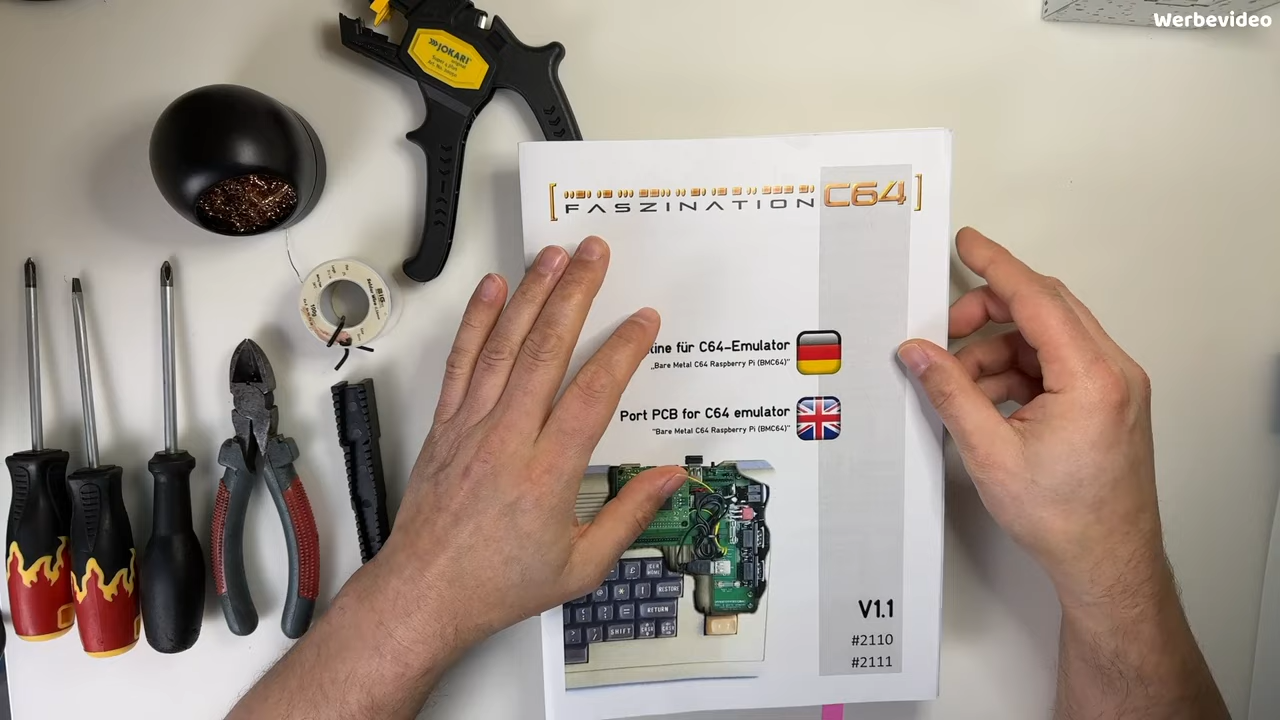 Werbevideo
JOKARI
FASZINATION C64
tine für C64-Emulator
„Bare Metal C64 Raspberry Pi (BMC64)"
Port PCB for C64 emulator
"Bare Metal C64 Raspberry Pi (BMC64)"
RESTORE
RETURN
SHIFT
V1.1
#2110
#2111